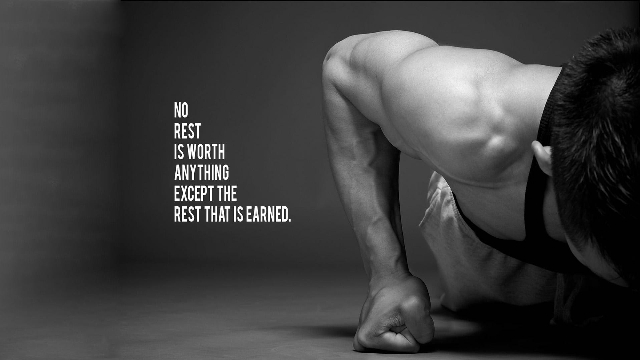 NO
REST
IS WORTH
ANYTHING
EXCEPT THE
REST THAT IS EARNED.